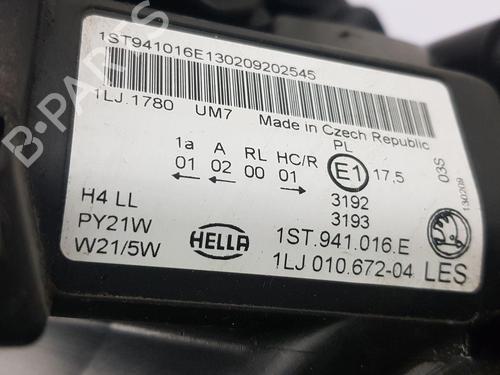 1ST941016E130209202545
1LJ.1780 UM7 Made in Czech Republic
1a A RL HC/R PL
01 02 00 01 E1 17,5
3192
3193
03S
130209
H4 LL
PY21W
W21/5W
HELLA
1ST.941.016.E
1LJ 010.672-04 LES
B-PARTS